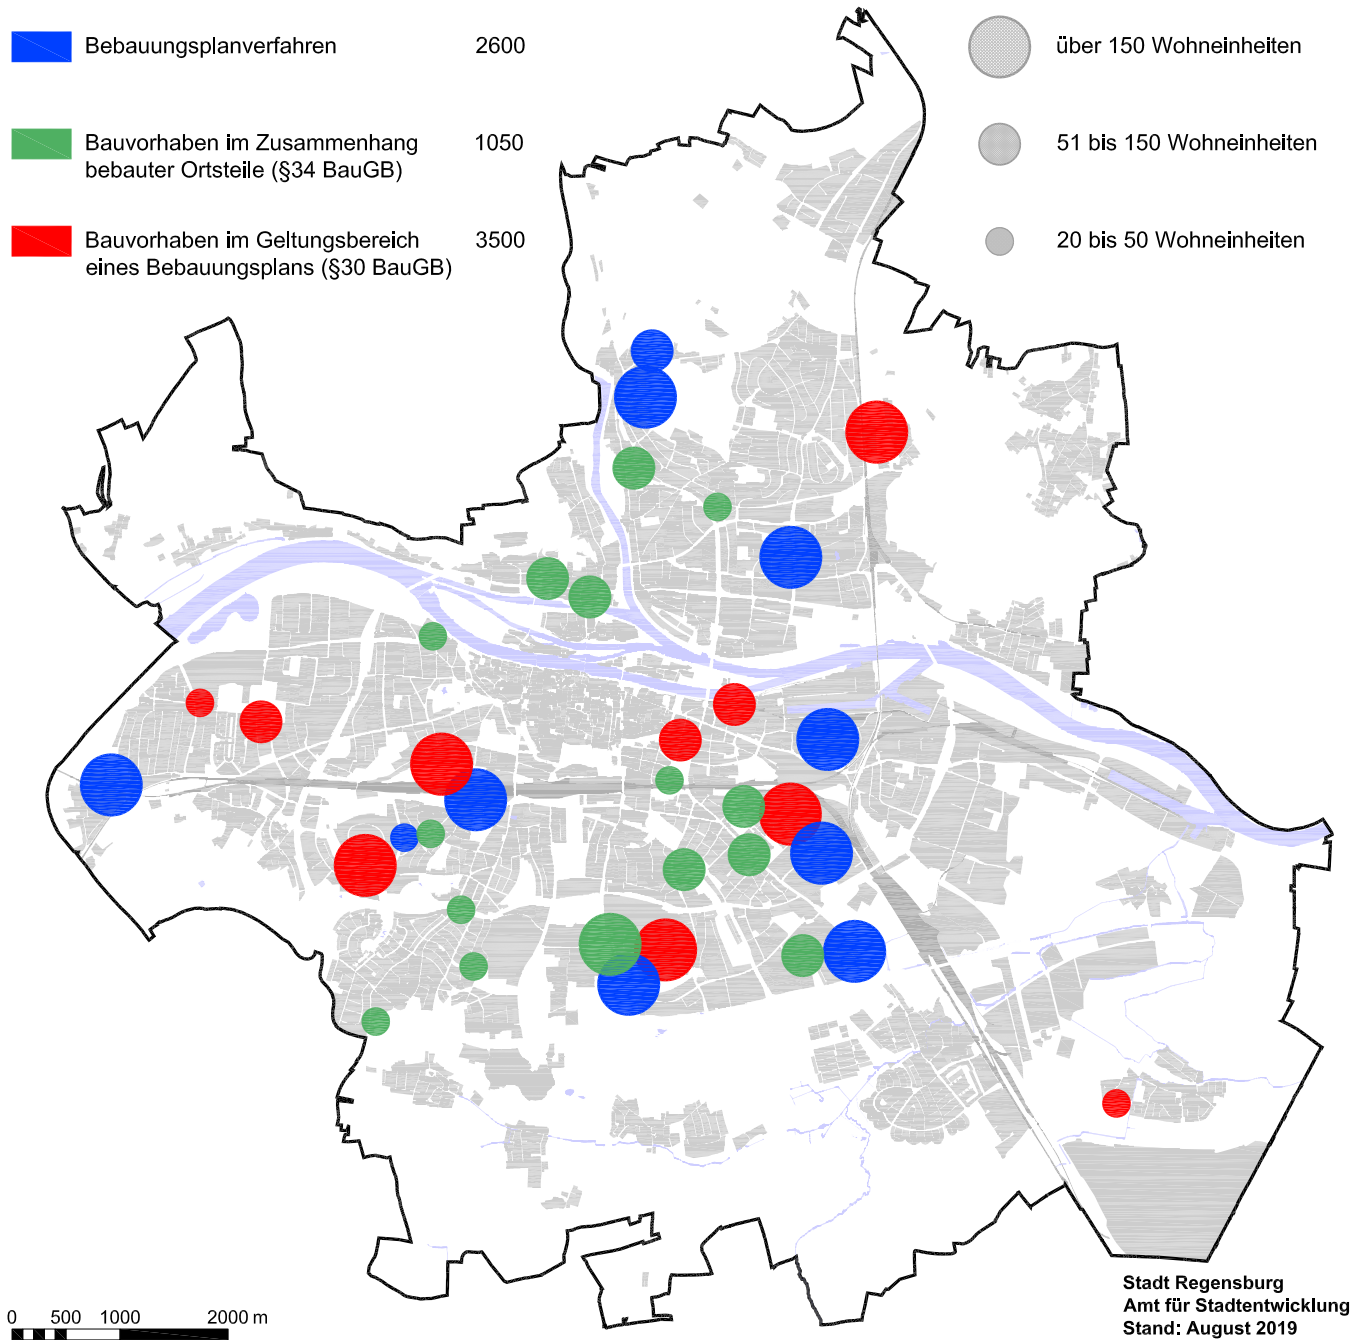 Bebauungsplanverfahren 2600
Bauvorhaben im Zusammenhang 1050
bebauter Ortsteile (§34 BauGB)
Bauvorhaben im Geltungsbereich 3500
eines Bebauungsplans (§30 BauGB)
über 150 Wohneinheiten
51 bis 150 Wohneinheiten
20 bis 50 Wohneinheiten
0 500 1000 2000 m
Stadt Regensburg
Amt für Stadtentwicklung
Stand: August 2019